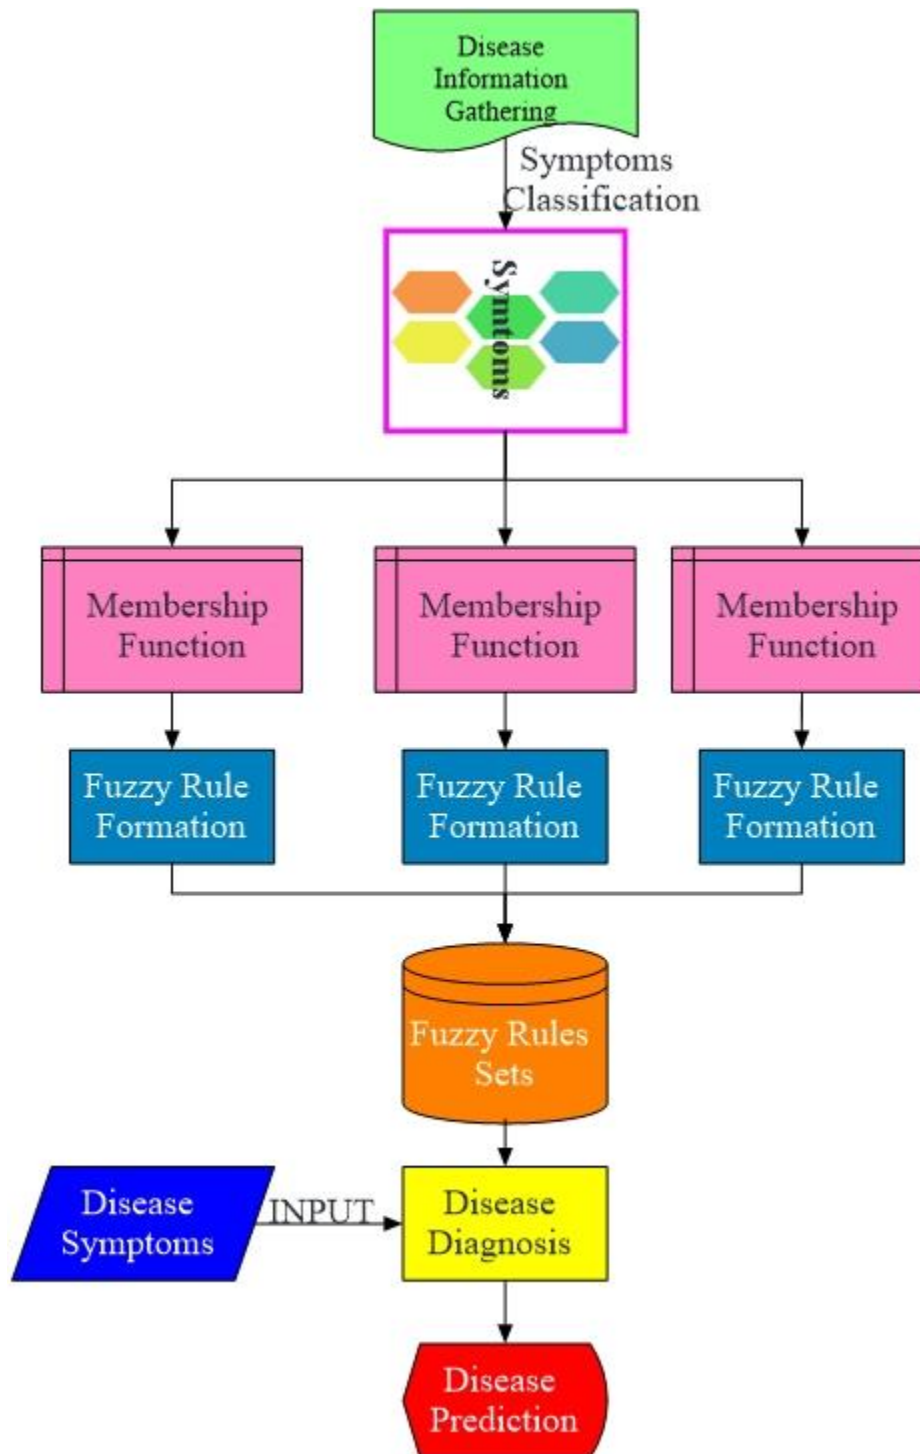 Disease
Information
Gathering
Symptoms
Classification
Symtoms
Membership
Function
Membership
Function
Membership
Function
Fuzzy Rule
Formation
Fuzzy Rule
Formation
Fuzzy Rule
Formation
Fuzzy Rules
Sets
Disease
Symptoms
INPUT
Disease
Diagnosis
Disease
Prediction